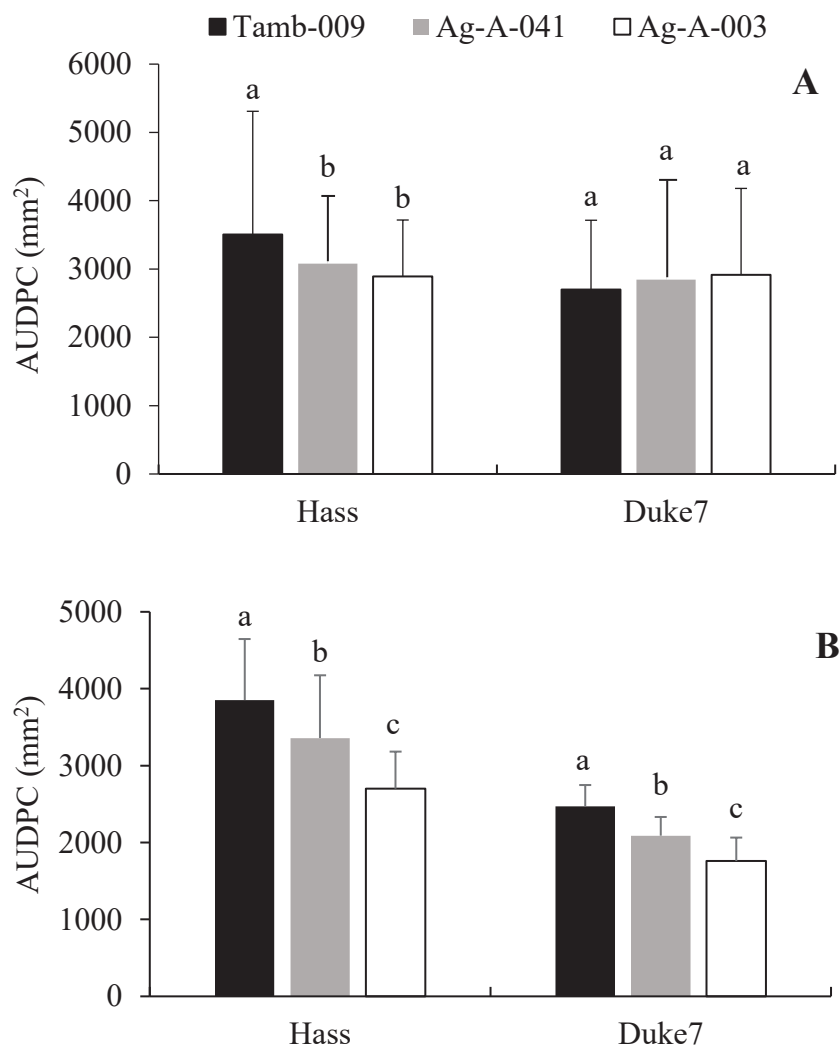 Tamb-009 Ag-A-041 Ag-A-003
A
6000
5000
4000
3000
2000
1000
0
AUDPC (mm²)
a b b a a a
Hass Duke7
B
5000
4000
3000
2000
1000
0
AUDPC (mm²)
a b c a b c
Hass Duke7